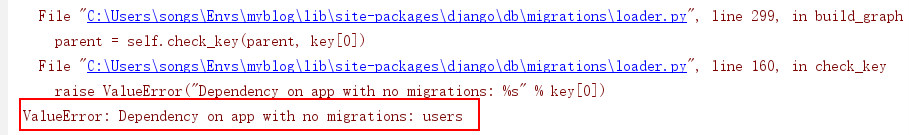 File "C:\Users\songs\Envs\myblog\lib\site-packages\django\db\migrations\loader.py", line 299, in build_graph
parent = self.check_key(parent, key[0])
File "C:\Users\songs\Envs\myblog\lib\site-packages\django\db\migrations\loader.py", line 160, in check_key
raise ValueError("Dependency on app with no migrations: %s" % key[0])
ValueError: Dependency on app with no migrations: users